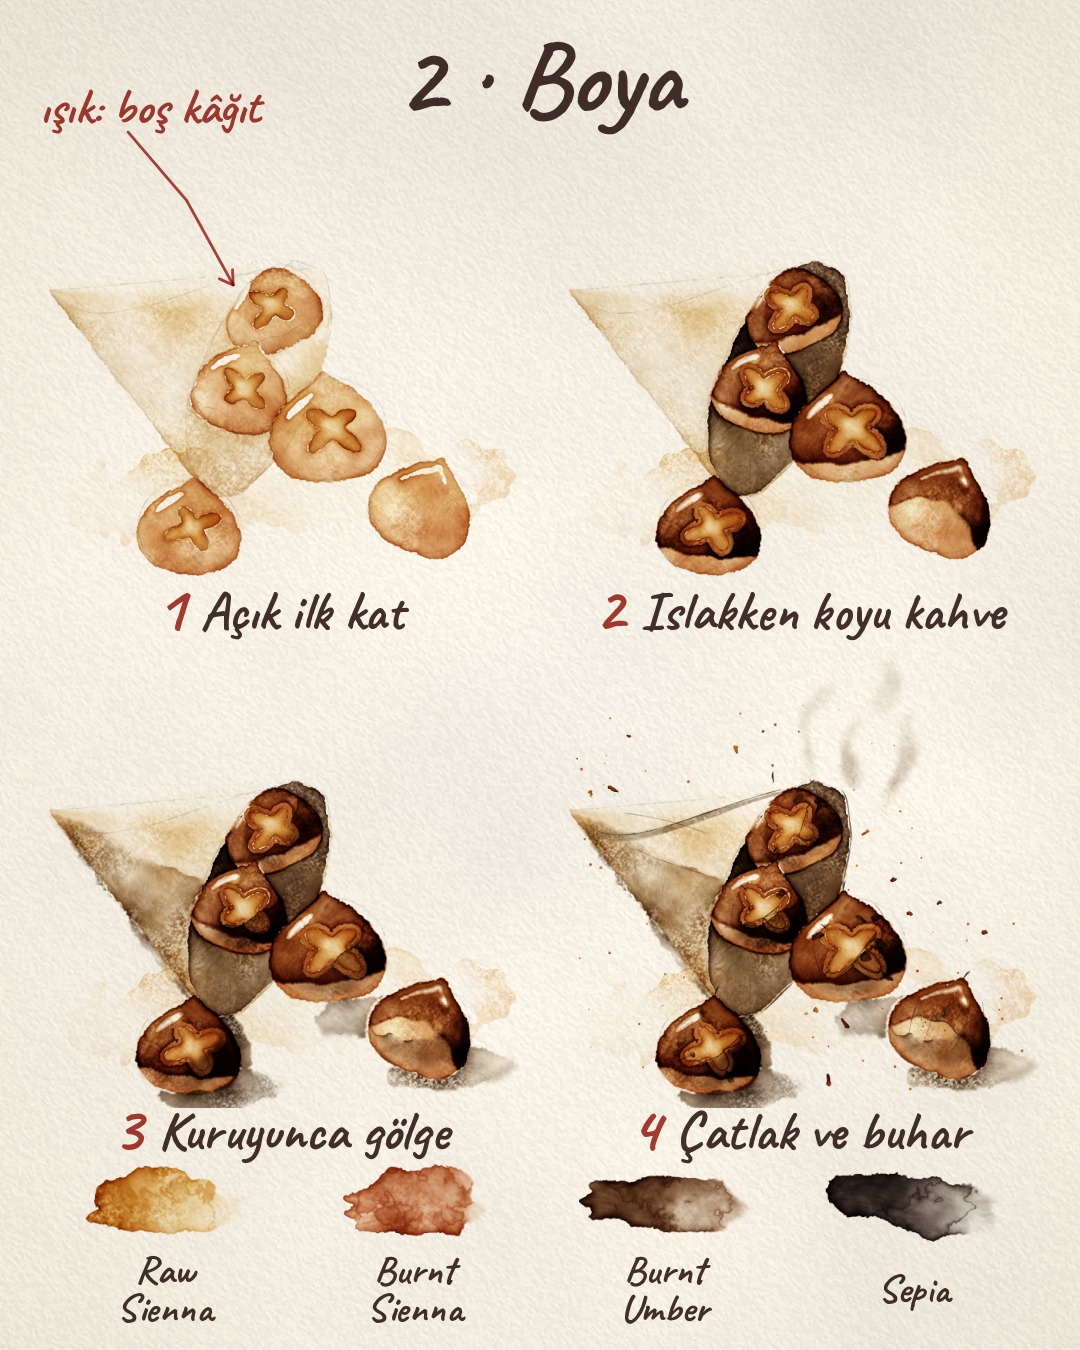 2 · Boya
ışık: boş kâğıt
1 Açık ilk kat
2 Islakken koyu kahve
3 Kuruyunca gölge
4 Çatlak ve buhar
Raw
Sienna
Burnt
Sienna
Burnt
Umber
Sepia